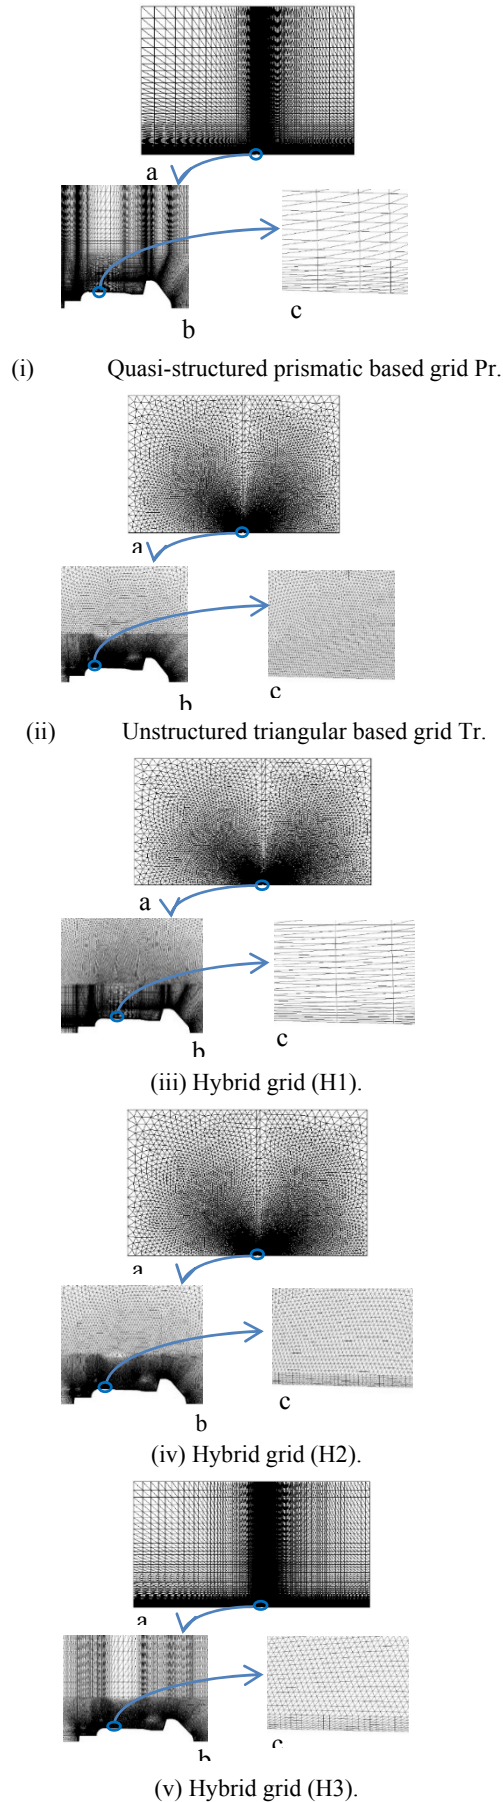 a
b
c
(i) Quasi-structured prismatic based grid Pr.
a
b
c
(ii) Unstructured triangular based grid Tr.
a
b
c
(iii) Hybrid grid (H1).
a
b
c
(iv) Hybrid grid (H2).
a
b
c
(v) Hybrid grid (H3).